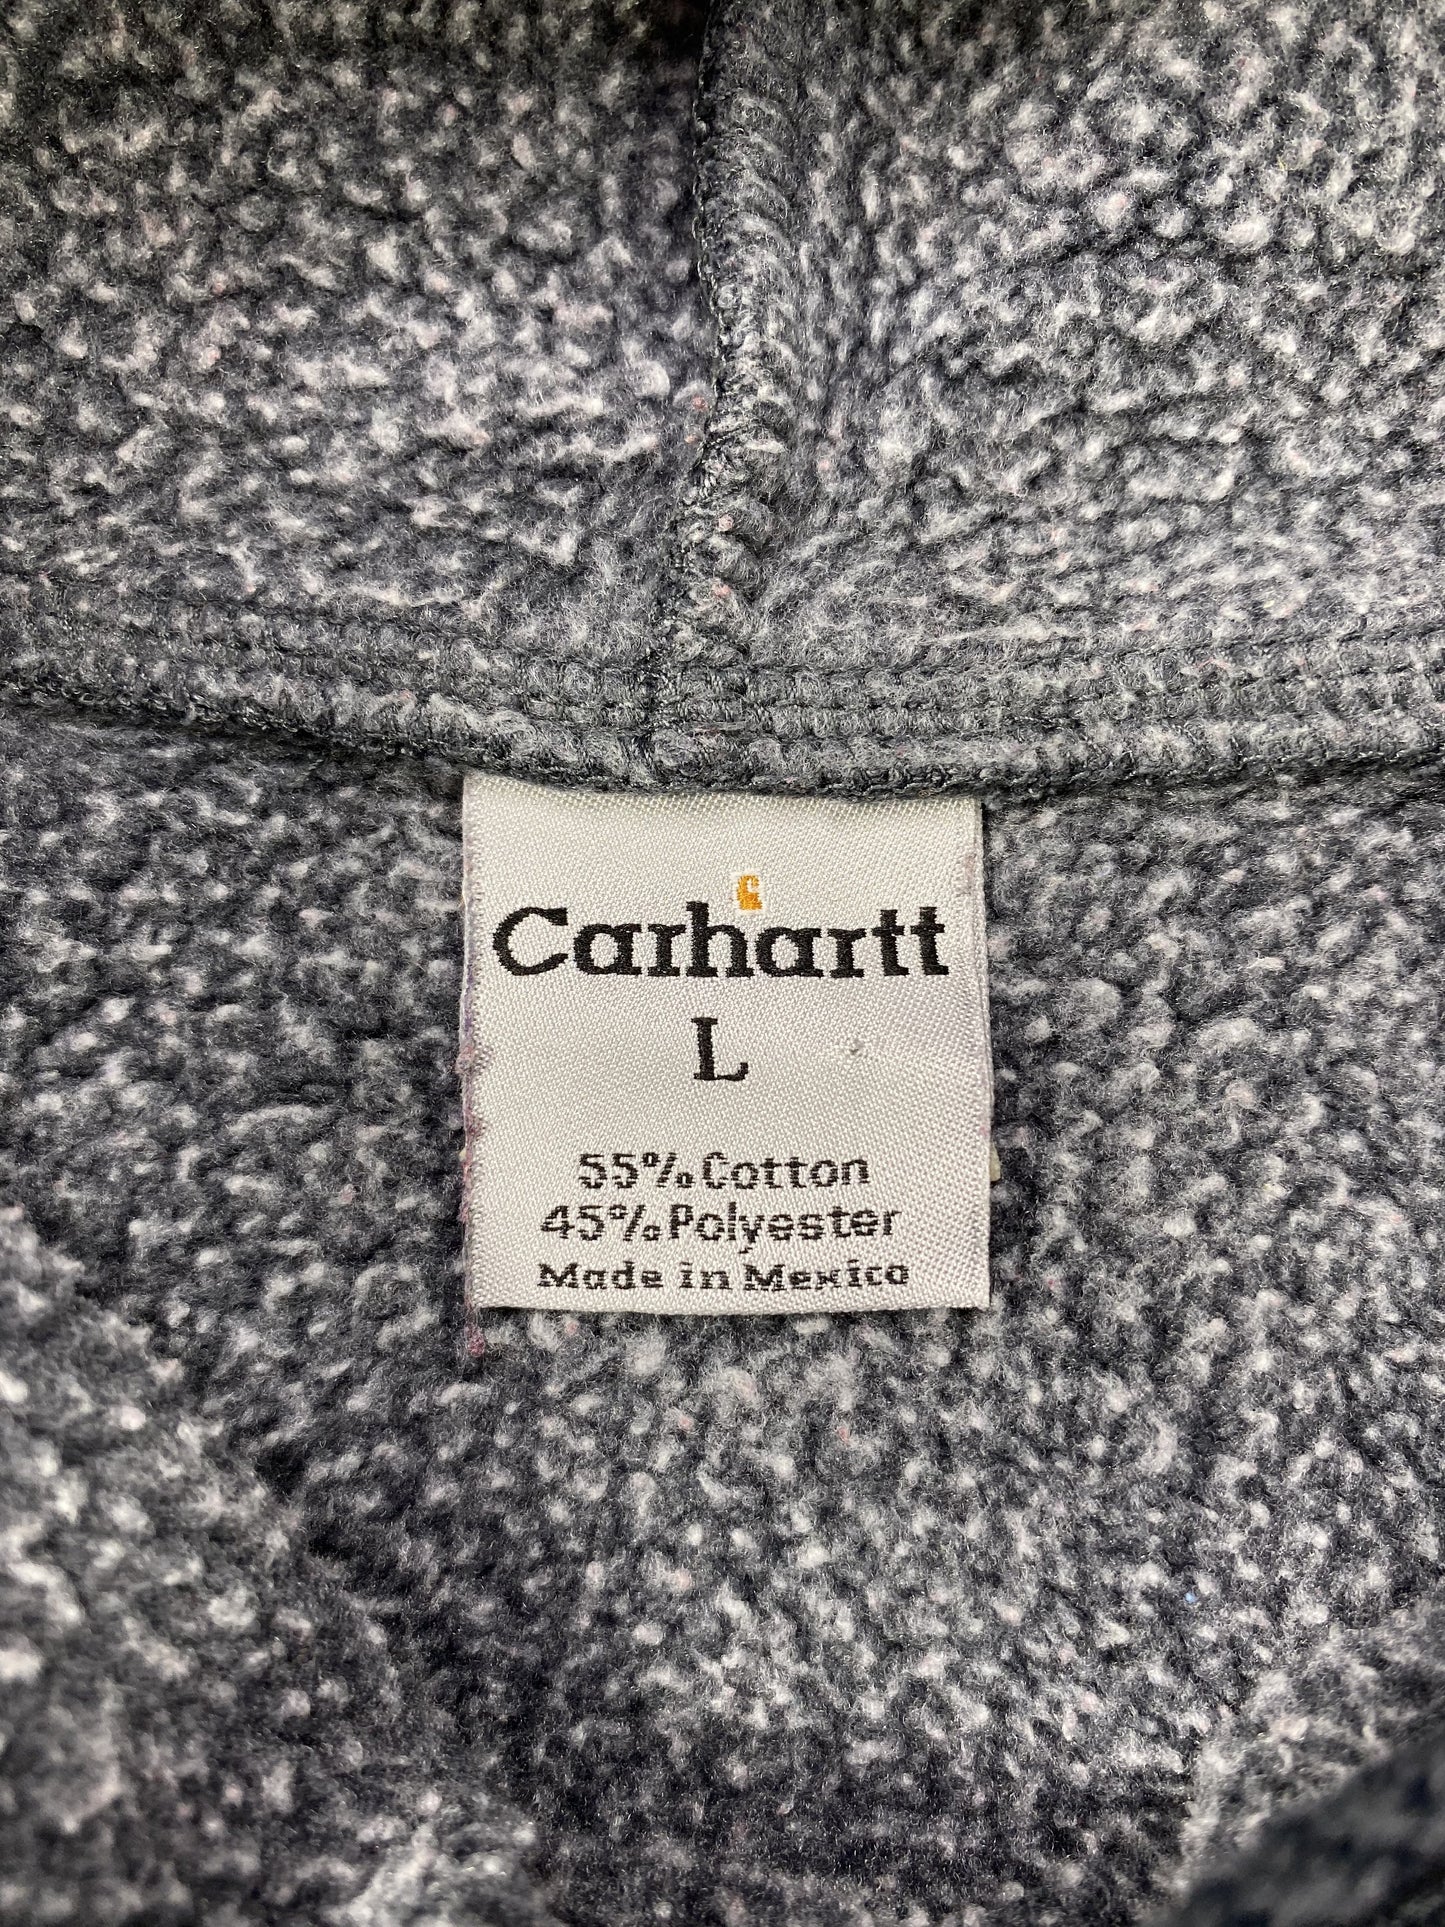 Carhartt
L
55% Cotton
45% Polyester
Made in Mexico